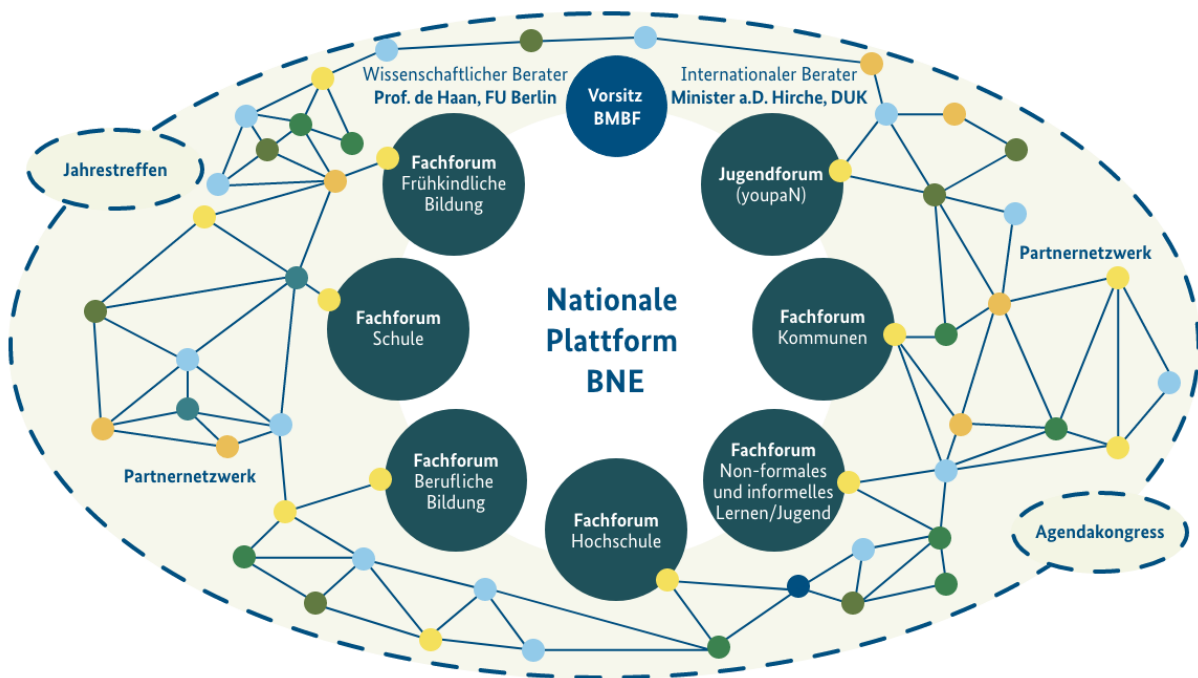 Wissenschaftlicher Berater
Prof. de Haan, FU Berlin
Vorsitz
BMBF
Internationaler Berater
Minister a.D. Hirche, DUK
Jahrestreffen
Fachforum
Frühkindliche
Bildung
Jugendforum
(youpaN)
Partnernetzwerk
Fachforum
Schule
Nationale
Plattform
BNE
Fachforum
Kommunen
Partnernetzwerk
Fachforum
Berufliche
Bildung
Fachforum
Hochschule
Fachforum
Non-formales
und informelles
Lernen/Jugend
Agendakongress